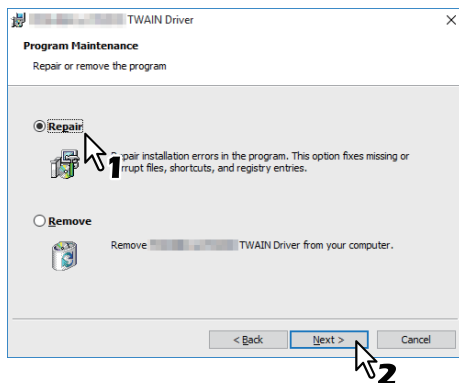 TWAIN Driver
Program Maintenance
Repair or remove the program
Repair
1
pair installation errors in the program. This option fixes missing or
rrupt files, shortcuts, and registry entries.
Remove
Remove TWAIN Driver from your computer.
< Back Next > Cancel
2